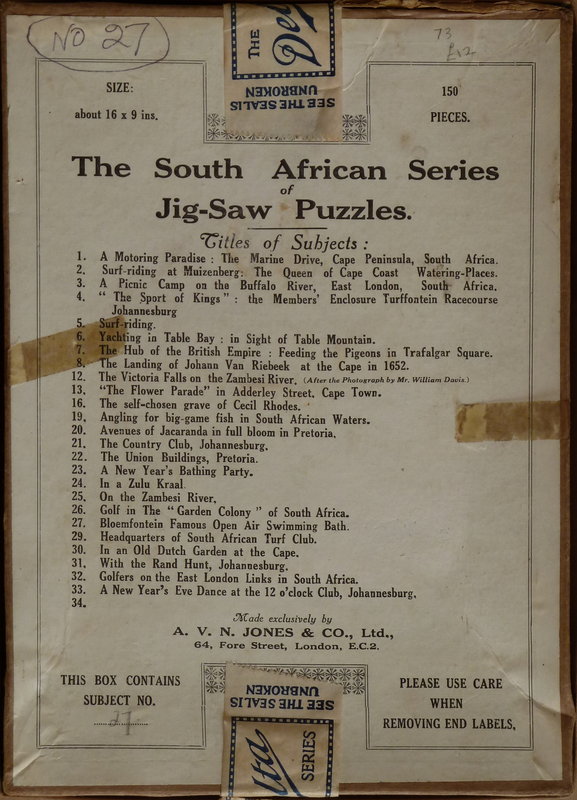 No 27
73
£12
THE
De
SEE THE SEAL IS
UNBROKEN
SIZE:
about 16 x 9 ins.
150
PIECES.
The South African Series
of
Jig-Saw Puzzles.
Titles of Subjects :
1. A Motoring Paradise : The Marine Drive, Cape Peninsula, South Africa.
2. Surf-riding at Muizenberg: The Queen of Cape Coast Watering-Places.
3. A Picnic Camp on the Buffalo River, East London, South Africa.
4. “ The Sport of Kings ” : the Members' Enclosure Turffontein Racecourse
Johannesburg
5. Surf-riding.
6. Yachting in Table Bay : in Sight of Table Mountain.
7. The Hub of the British Empire : Feeding the Pigeons in Trafalgar Square.
8. The Landing of Johann Van Riebeek at the Cape in 1652.
12. The Victoria Falls on the Zambesi River. (After the Photograph by Mr. William Davis.)
13. “The Flower Parade” in Adderley Street, Cape Town.
16. The self-chosen grave of Cecil Rhodes.
19. Angling for big-game fish in South African Waters.
20. Avenues of Jacaranda in full bloom in Pretoria.
21. The Country Club, Johannesburg.
22. The Union Buildings, Pretoria.
23. A New Year's Bathing Party.
24. In a Zulu Kraal
25. On the Zambesi River.
26. Golf in The “ Garden Colony ” of South Africa.
27. Bloemfontein Famous Open Air Swimming Bath.
29. Headquarters of South African Turf Club.
30. In an Old Dutch Garden at the Cape.
31. With the Rand Hunt, Johannesburg.
32. Golfers on the East London Links in South Africa.
33. A New Year's Eve Dance at the 12 o'clock Club, Johannesburg.
34.
Made exclusively by
A. V. N. JONES & CO., Ltd.,
64, Fore Street, London, E.C.2.
THIS BOX CONTAINS
SUBJECT NO.
27
SEE THE SEAL IS
UNBROKEN
lta
SERIES
PLEASE USE CARE
WHEN
REMOVING END LABELS.